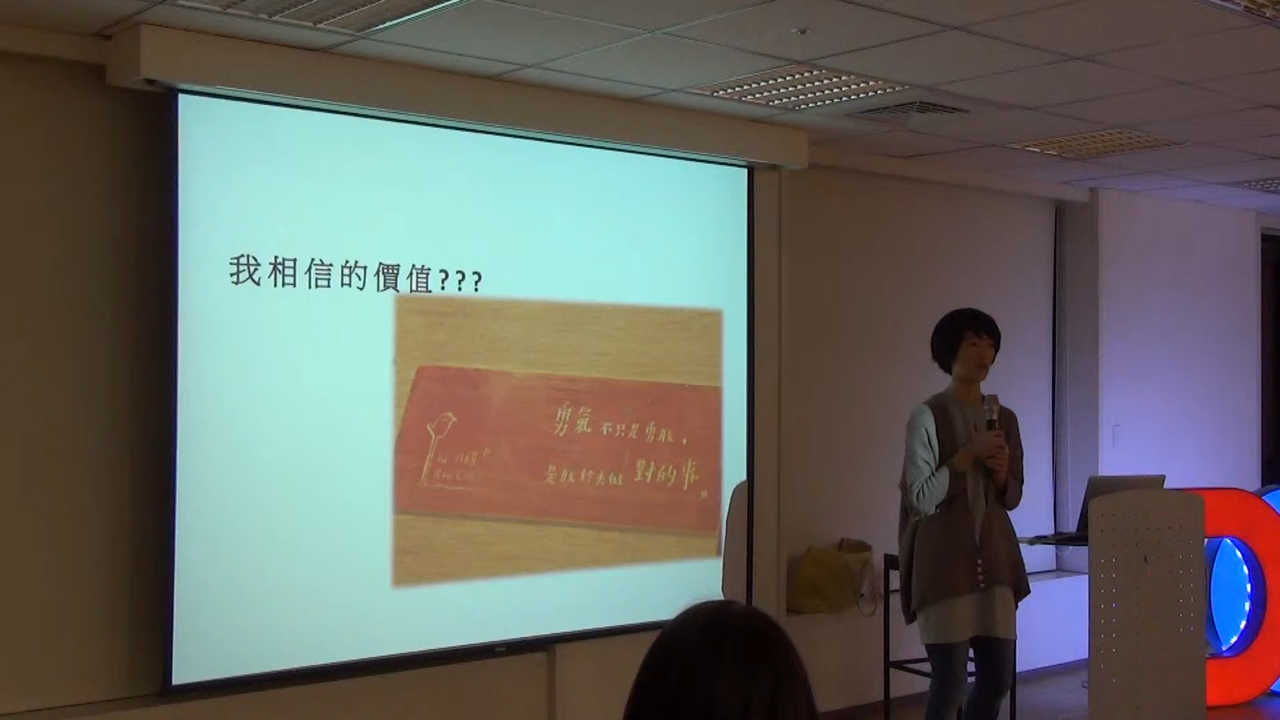 我相信的價值???
勇氣 不只是勇敢，
是敢於去做 對的事。